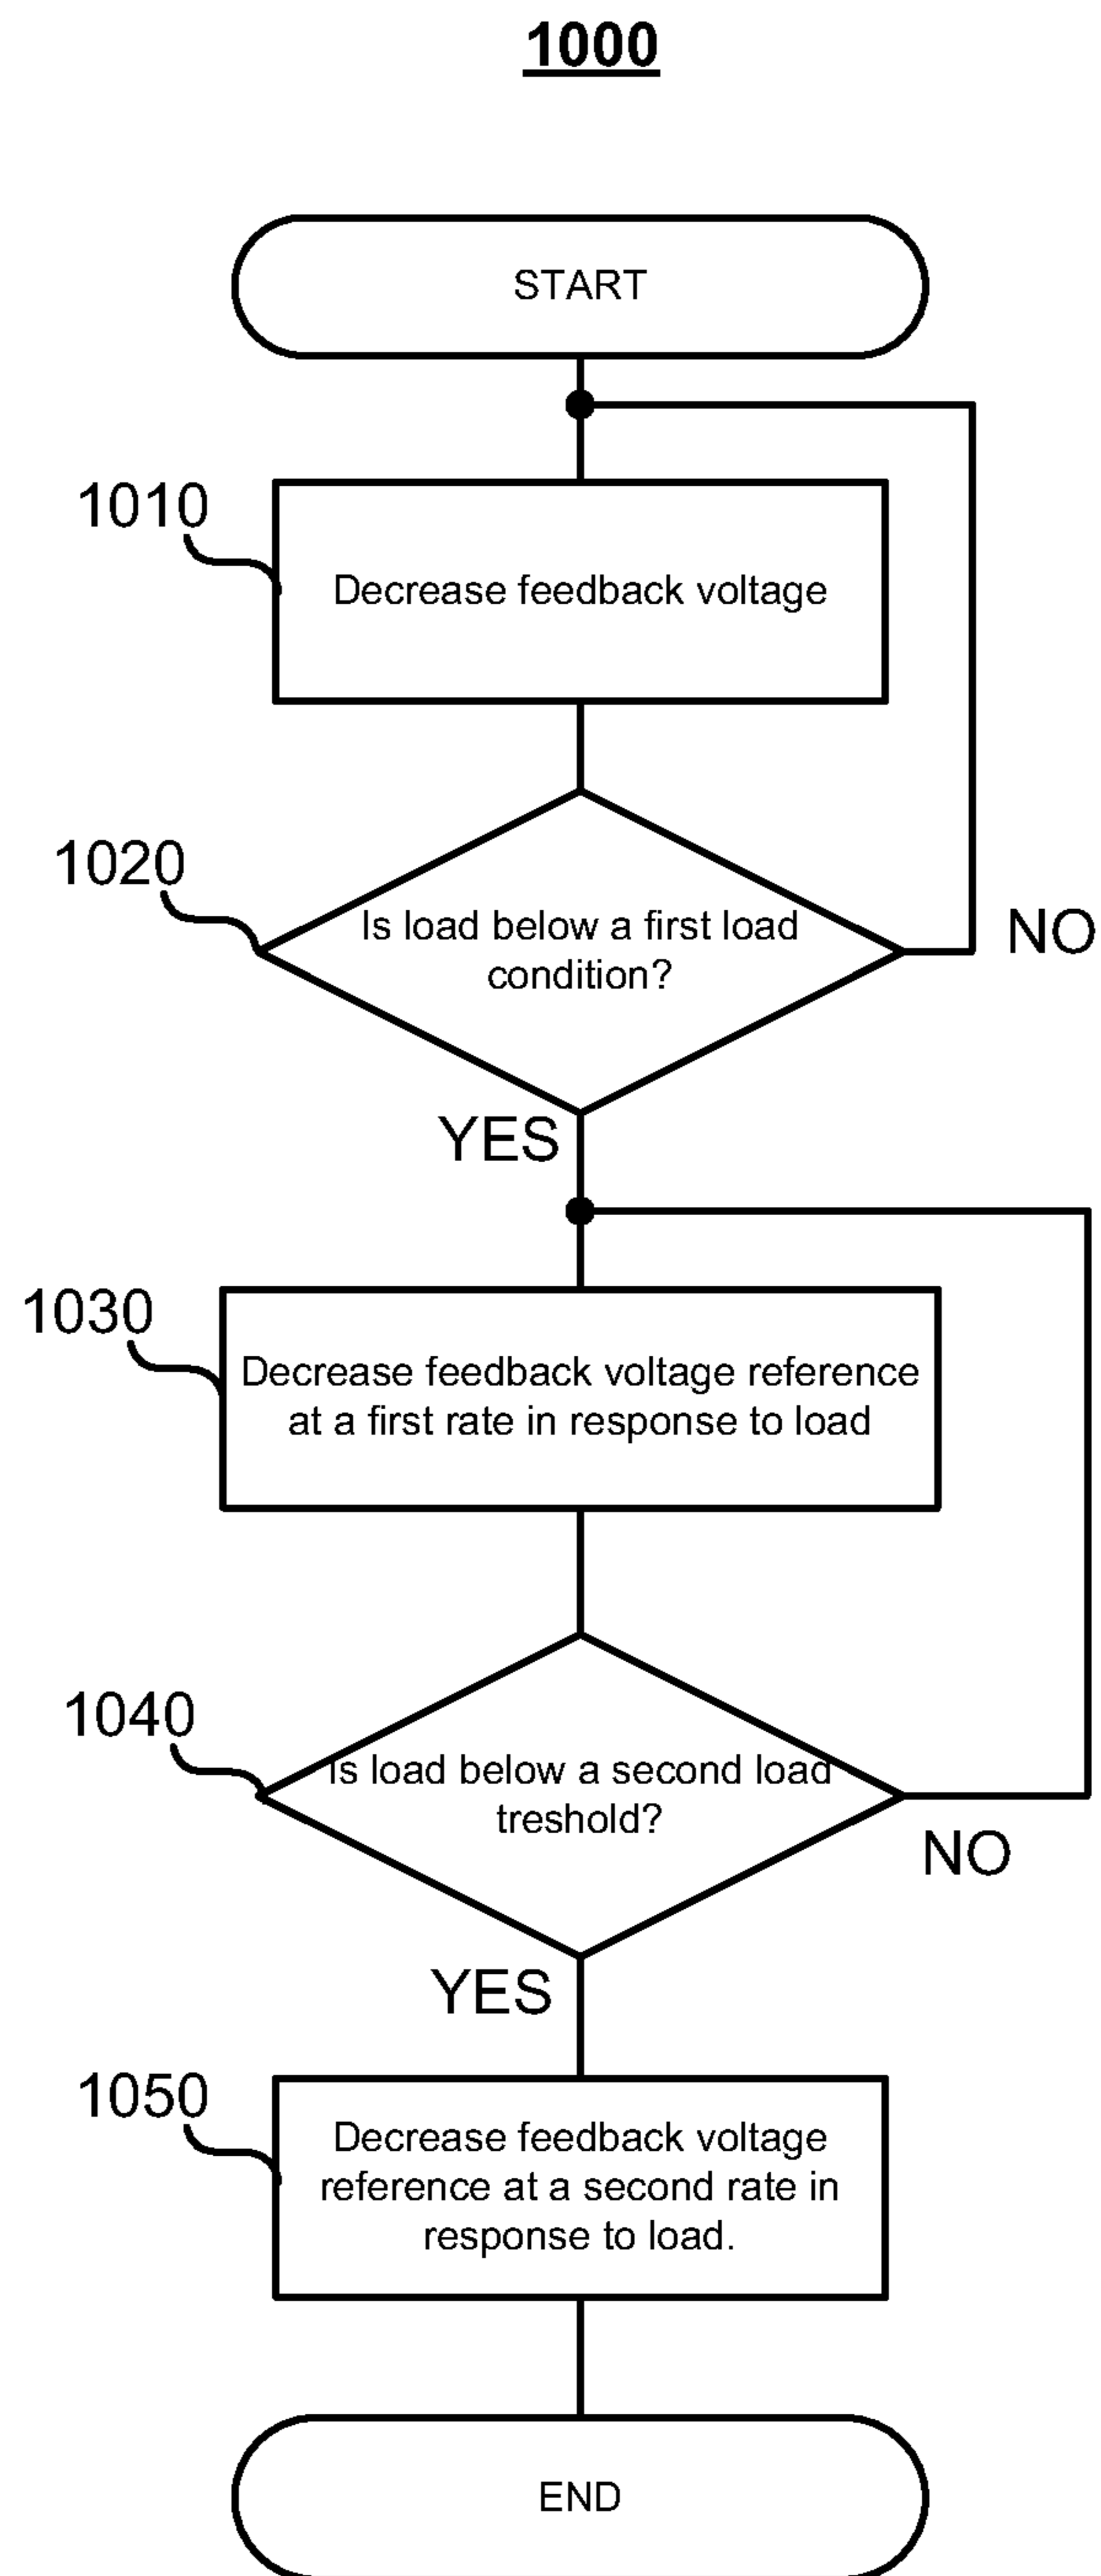 1000
START
1010
Decrease feedback voltage
1020
Is load below a first load
condition?
NO
YES
1030
Decrease feedback voltage reference
at a first rate in response to load
1040
Is load below a second load
treshold?
NO
YES
1050
Decrease feedback voltage
reference at a second rate in
response to load.
END